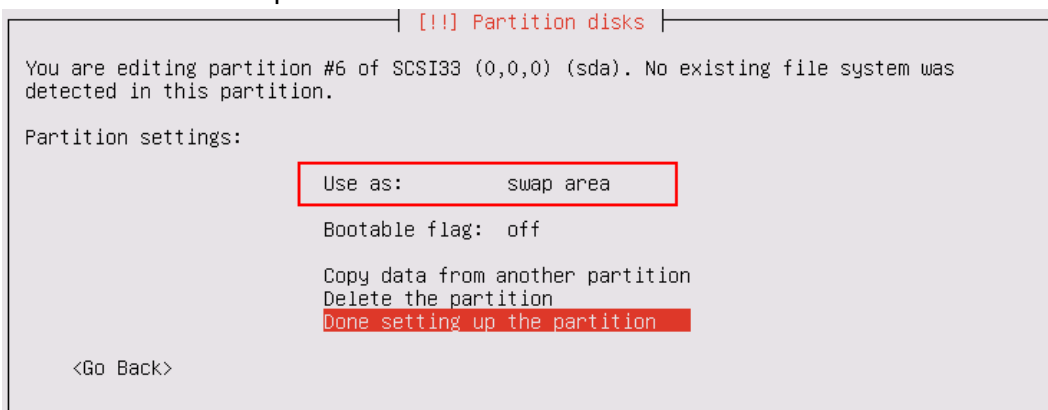 [!!] Partition disks
You are editing partition #6 of SCSI33 (0,0,0) (sda). No existing file system was
detected in this partition.
Partition settings:
Use as: swap area
Bootable flag: off
Copy data from another partition
Delete the partition
Done setting up the partition
<Go Back>